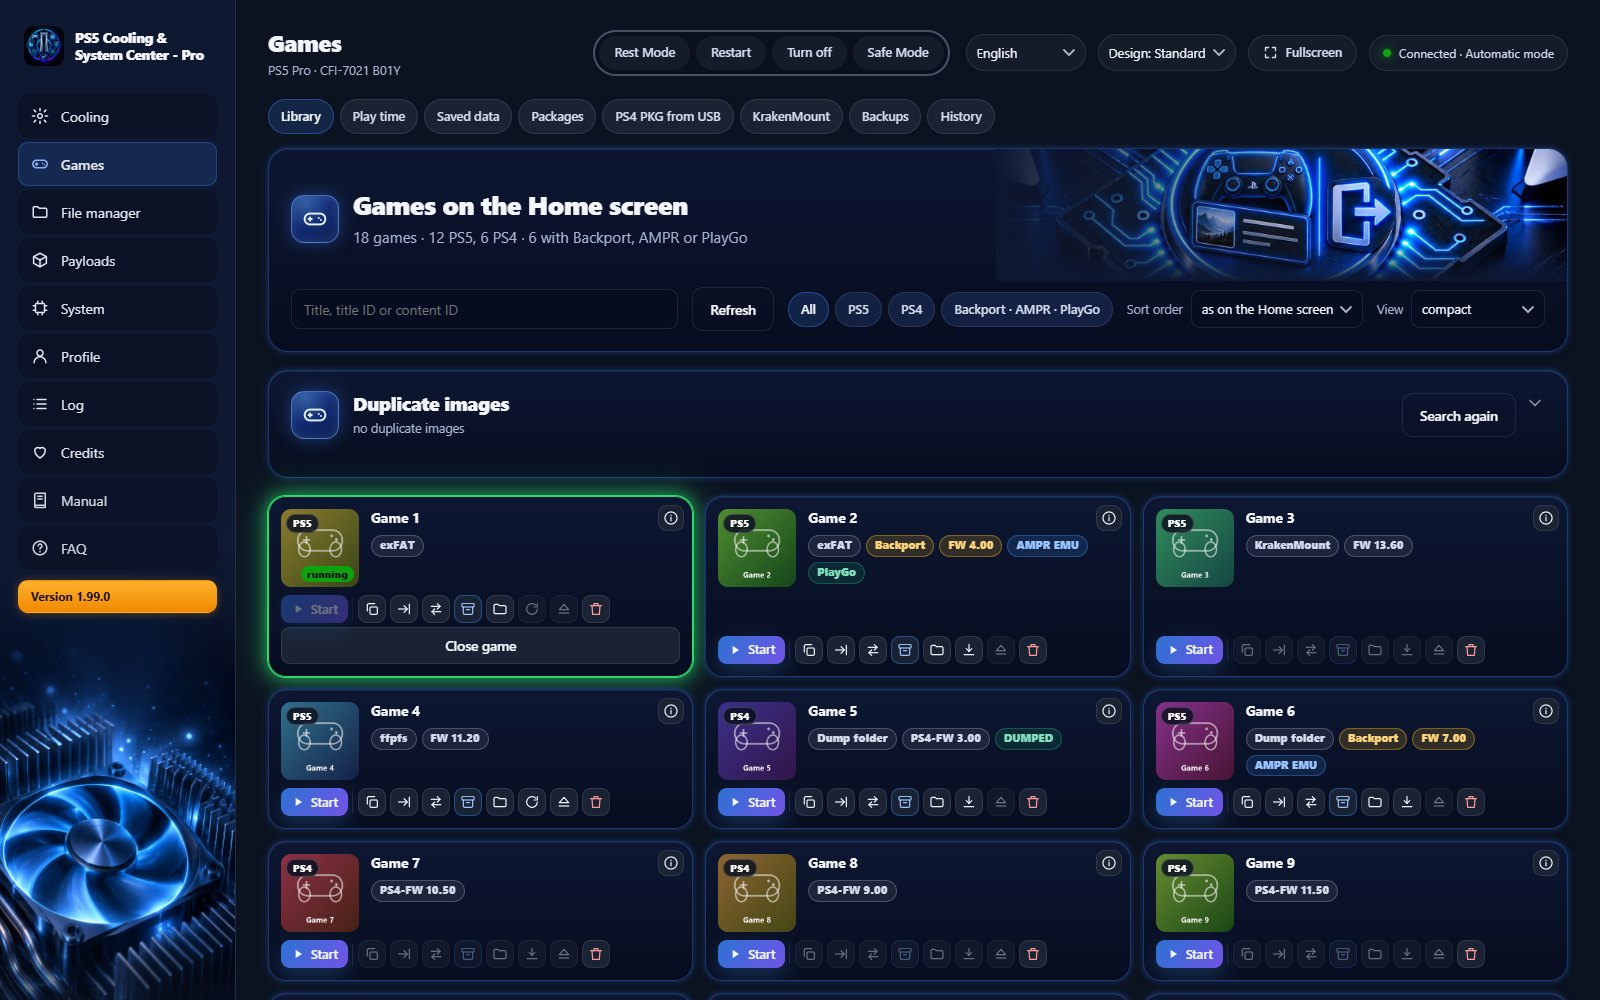 PS5 Cooling &
System Center - Pro
Cooling
Games
File manager
Payloads
System
Profile
Log
Credits
Manual
FAQ
Version 1.99.0
Games
PS5 Pro · CFI-7021 B01Y
Rest Mode
Restart
Turn off
Safe Mode
English
Design: Standard
Fullscreen
Connected · Automatic mode
Library
Play time
Saved data
Packages
PS4 PKG from USB
KrakenMount
Backups
History
Games on the Home screen
18 games · 12 PS5, 6 PS4 · 6 with Backport, AMPR or PlayGo
Title, title ID or content ID
Refresh
All
PS5
PS4
Backport · AMPR · PlayGo
Sort order
as on the Home screen
View
compact
Duplicate images
no duplicate images
Search again
PS5
running
Game 1
exFAT
Start
Close game
PS5
Game 2
Game 2
exFAT
Backport
FW 4.00
AMPR EMU
PlayGo
Start
PS5
Game 3
Game 3
KrakenMount
FW 13.60
Start
PS5
Game 4
Game 4
ffpfs
FW 11.20
Start
PS4
Game 5
Game 5
Dump folder
PS4-FW 3.00
DUMPED
Start
PS5
Game 6
Game 6
Dump folder
Backport
FW 7.00
AMPR EMU
Start
PS4
Game 7
Game 7
PS4-FW 10.50
Start
PS4
Game 8
Game 8
PS4-FW 9.00
Start
PS4
Game 9
Game 9
PS4-FW 11.50
Start